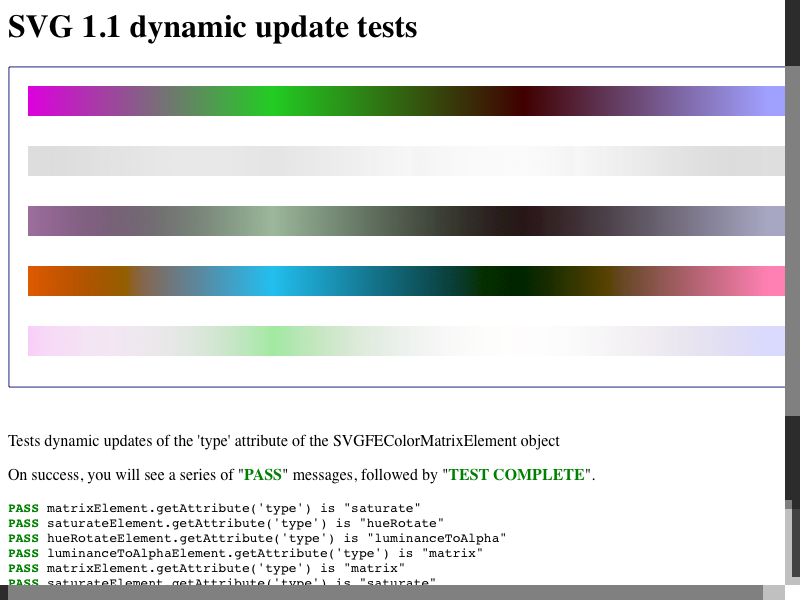 SVG 1.1 dynamic update tests
Tests dynamic updates of the 'type' attribute of the SVGFEColorMatrixElement object
On success, you will see a series of "PASS" messages, followed by "TEST COMPLETE".
PASS matrixElement.getAttribute('type') is "saturate"
PASS saturateElement.getAttribute('type') is "hueRotate"
PASS hueRotateElement.getAttribute('type') is "luminanceToAlpha"
PASS luminanceToAlphaElement.getAttribute('type') is "matrix"
PASS matrixElement.getAttribute('type') is "matrix"
PASS saturateElement.getAttribute('type') is "saturate"